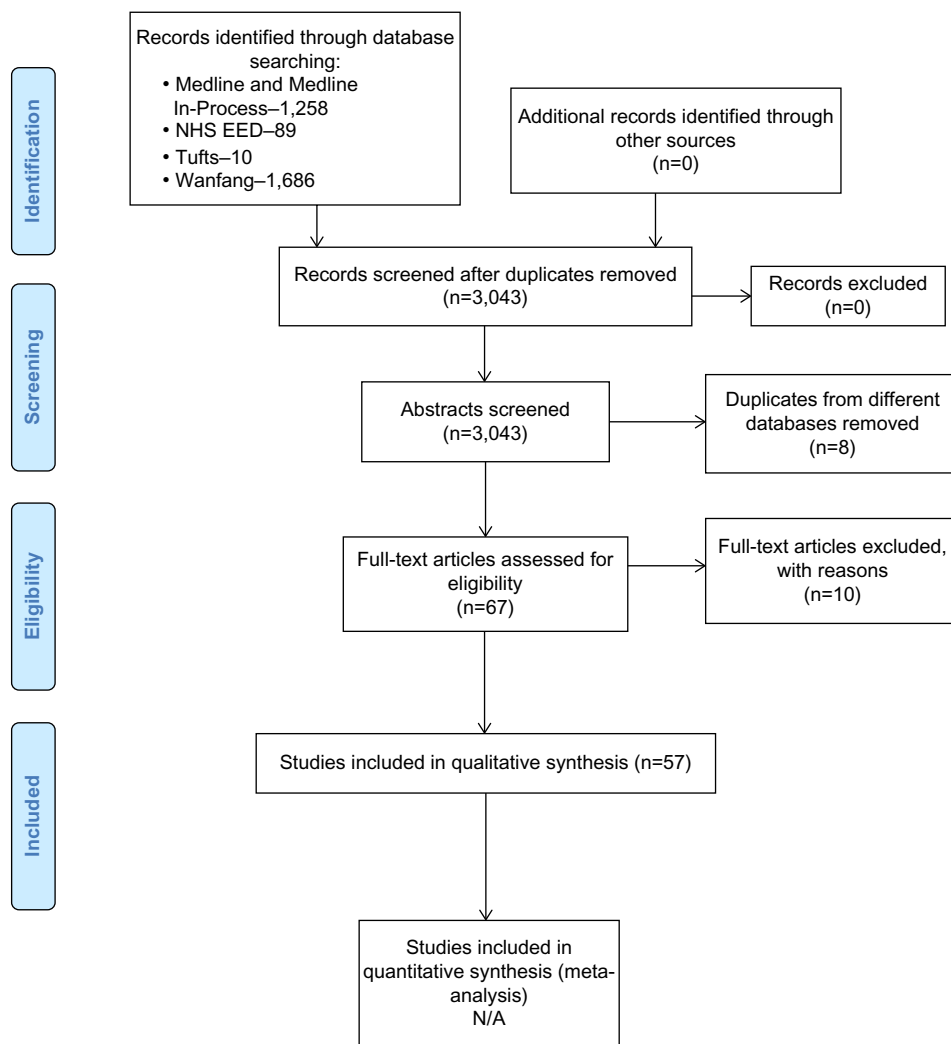 Identification
Records identified through database
searching:
• Medline and Medline
In-Process–1,258
• NHS EED–89
• Tufts–10
• Wanfang–1,686
Additional records identified through
other sources
(n=0)
Records screened after duplicates removed
(n=3,043)
Records excluded
(n=0)
Screening
Abstracts screened
(n=3,043)
Duplicates from different
databases removed
(n=8)
Eligibility
Full-text articles assessed for
eligibility
(n=67)
Full-text articles excluded,
with reasons
(n=10)
Included
Studies included in qualitative synthesis (n=57)
Studies included in
quantitative synthesis (meta-
analysis)
N/A